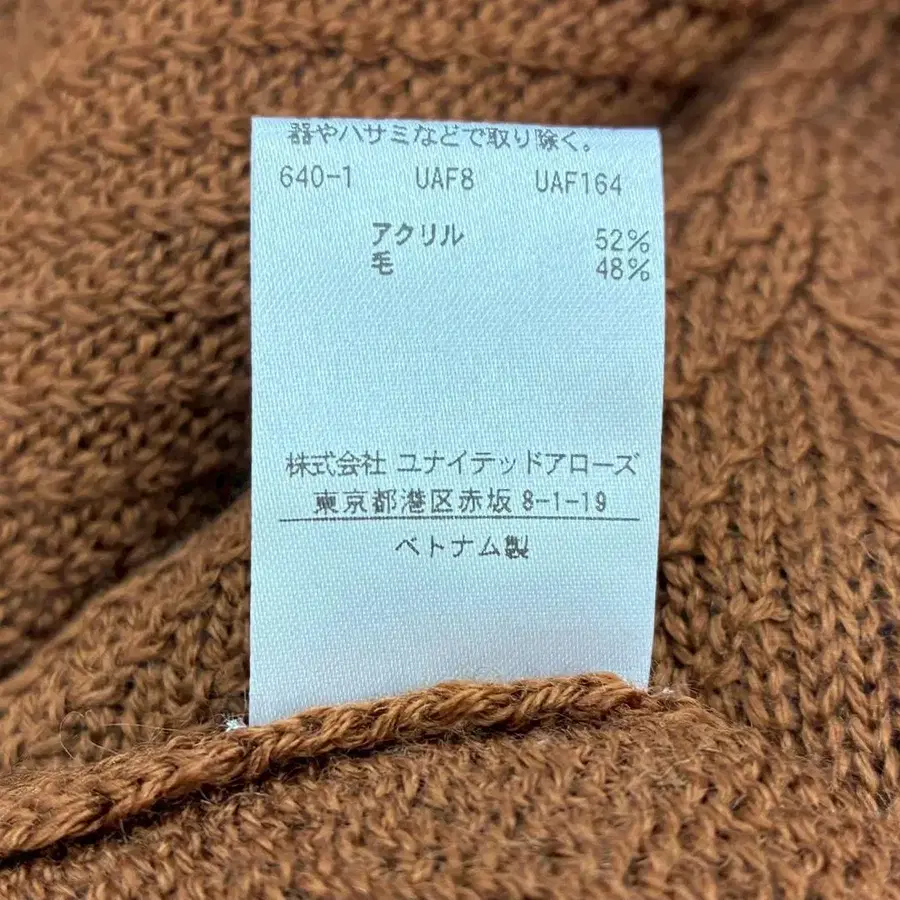 器やハサミなどで取り除く。
640-1 UAF8 UAF164
アクリル 52%
毛 48%
株式会社 ユナイテッドアローズ
東京都港区赤坂 8-1-19
ベトナム製